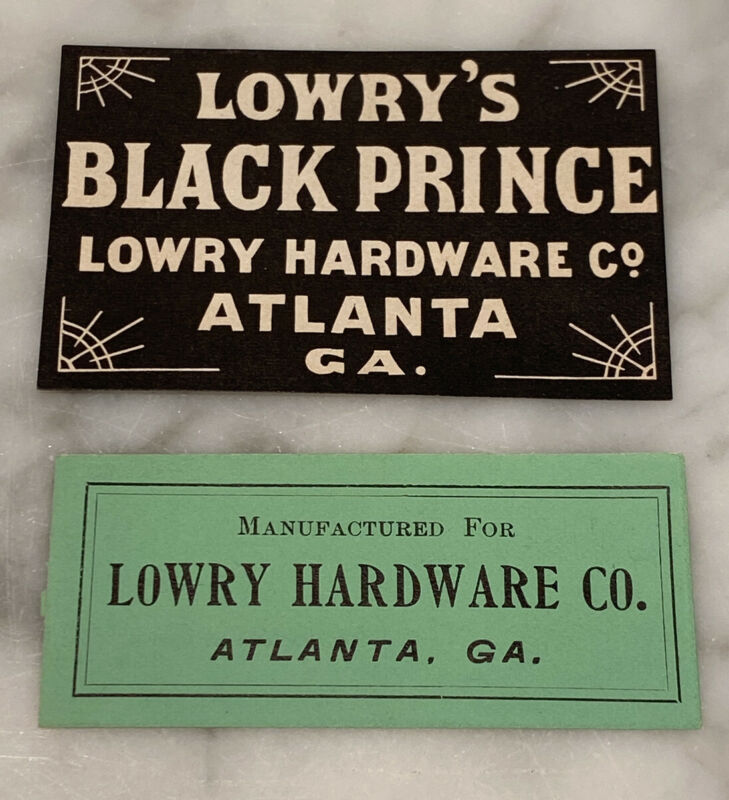 LOWRY'S
BLACK PRINCE
LOWRY HARDWARE Cº
ATLANTA
GA.
MANUFACTURED FOR
LOWRY HARDWARE CO.
ATLANTA, GA.